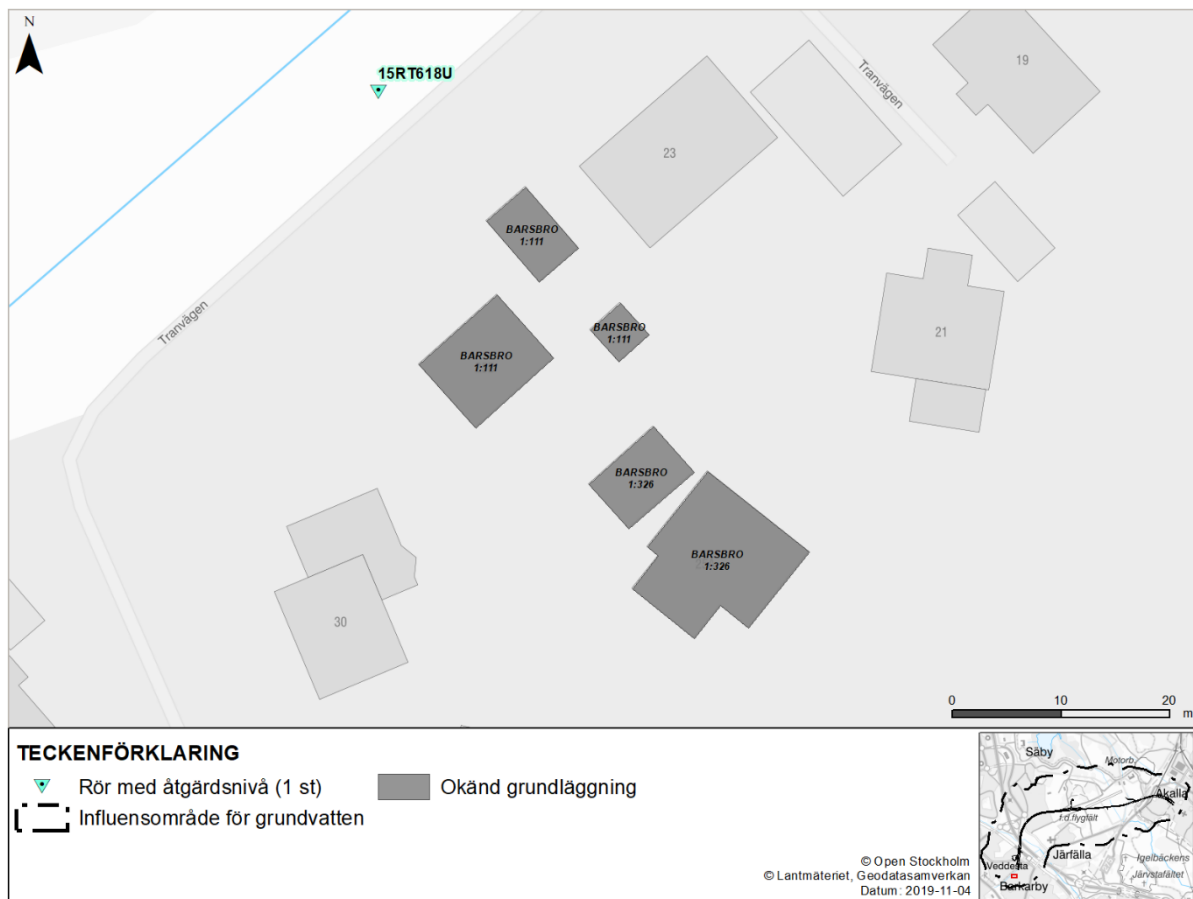 N
15RT618U
Tranvägen
19
23
BARSBRO
1:111
Tranvägen
BARSBRO
1:111
21
BARSBRO
1:111
BARSBRO
1:326
BARSBRO
1:326
30
0 10 20
m
TECKENFÖRKLARING
Rör med åtgärdsnivå (1 st)
Okänd grundläggning
Influensområde för grundvatten
© Open Stockholm
© Lantmäteriet, Geodatasamverkan
Datum: 2019-11-04
Säby
Motorb.
Akalla
f.d.flygfält
Järfälla
Igelbäckens
Veddesta
Järvstafältet
Barkarby